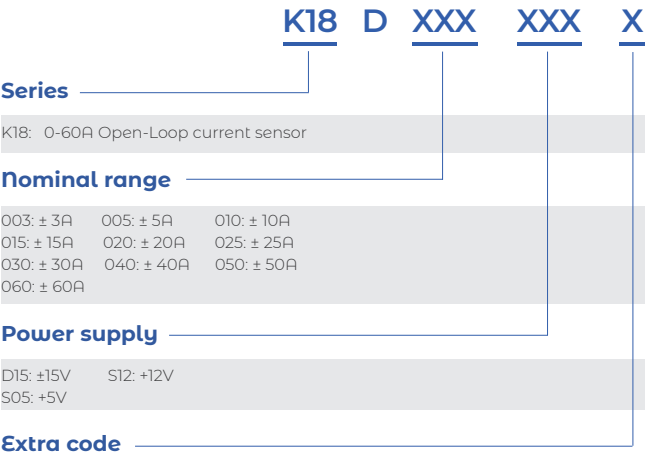 K18 D XXX XXX X
Series
K18: 0-60A Open-Loop current sensor
Nominal range
003: ± 3A 005: ± 5A 010: ± 10A
015: ± 15A 020: ± 20A 025: ± 25A
030: ± 30A 040: ± 40A 050: ± 50A
060: ± 60A
Power supply
D15: ±15V S12: +12V
S05: +5V
Extra code